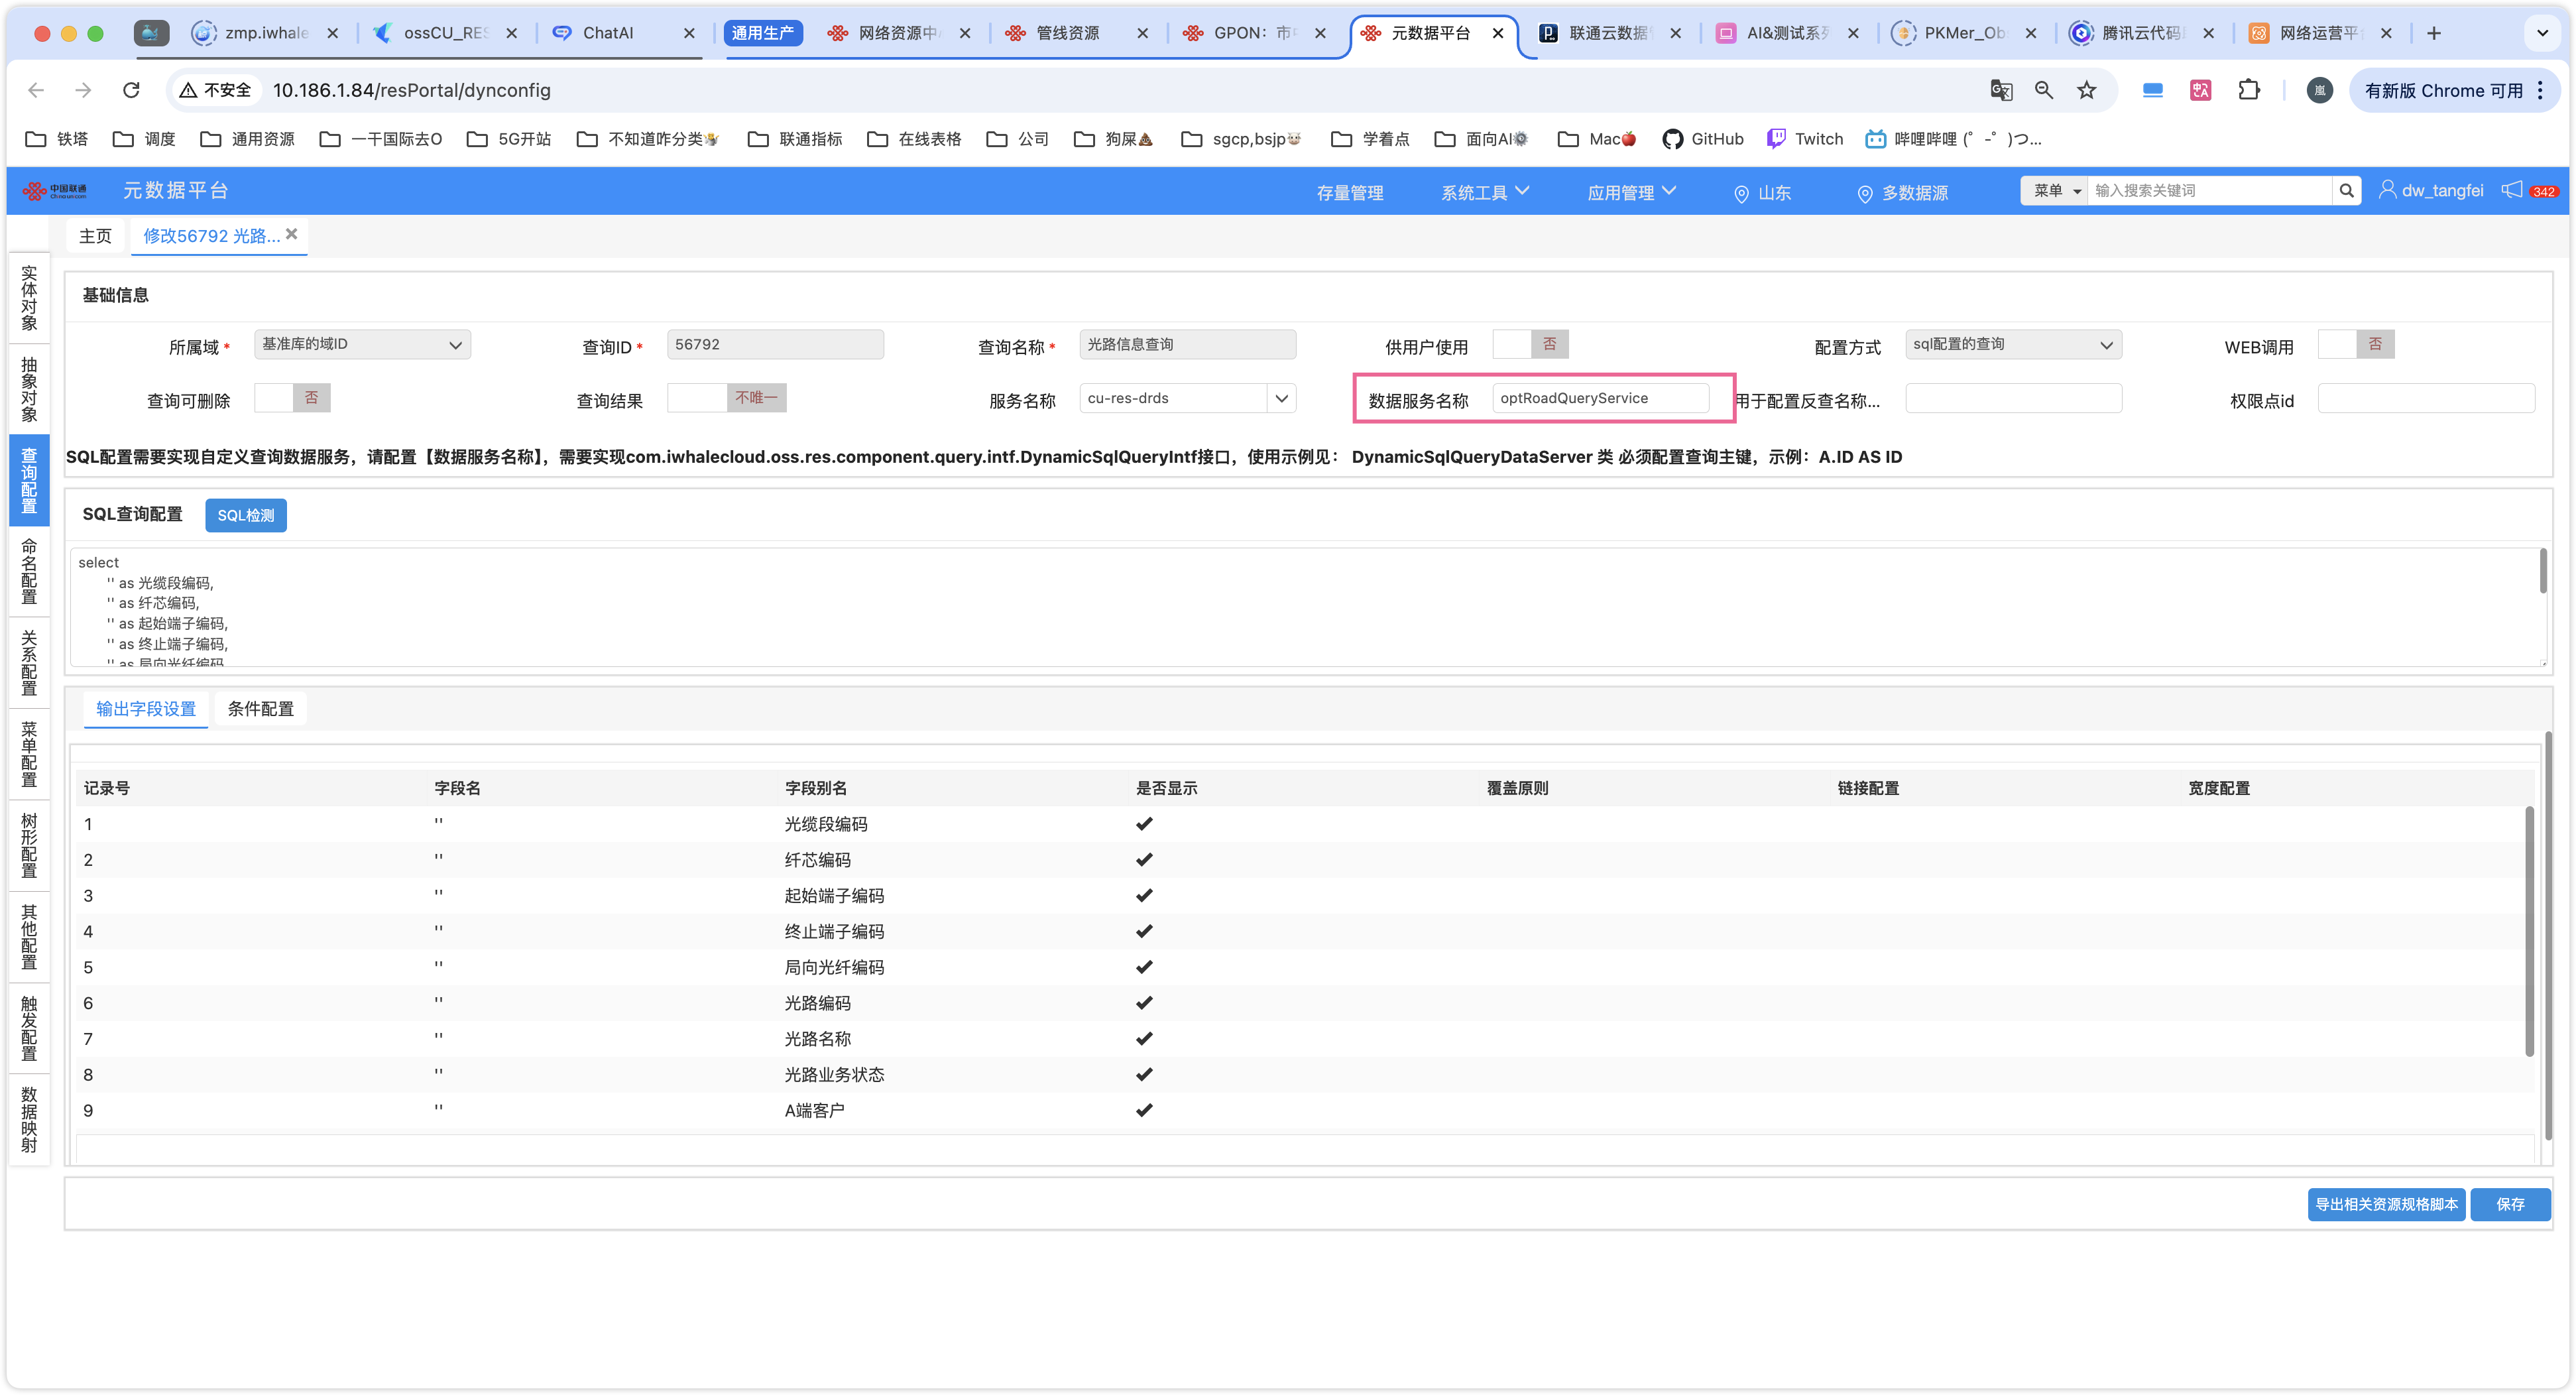 zmp.iwhale
ossCU_RES
ChatAI
通用生产
网络资源中
管线资源
GPON：市中
元数据平台
联通云数据
AI&测试系列
PKMer_Ob
腾讯云代码
网络运营平台
不安全
10.186.1.84/resPortal/dynconfig
有新版 Chrome 可用
铁塔
调度
通用资源
一干国际去O
5G开站
不知道咋分类
联通指标
在线表格
公司
狗屎💩
sgcp,bsjp
学着点
面向AI
Mac🍎
GitHub
Twitch
哔哩哔哩 (゜-゜)つ...
中国联通
China unicom
元数据平台
存量管理
系统工具
应用管理
山东
多数据源
菜单
输入搜索关键词
dw_tangfei
342
主页
修改56792 光路...
实体对象
抽象对象
查询配置
命名配置
关系配置
菜单配置
树形配置
其他配置
触发配置
数据映射
基础信息
所属域 *
基准库的域ID
查询ID *
56792
查询名称 *
光路信息查询
供用户使用
否
配置方式
sql配置的查询
WEB调用
否
查询可删除
否
查询结果
不唯一
服务名称
cu-res-drds
数据服务名称
optRoadQueryService
用于配置反查名称...
权限点id
SQL配置需要实现自定义查询数据服务，请配置【数据服务名称】，需要实现com.iwhalecloud.oss.res.component.query.intf.DynamicSqlQueryIntf接口，使用示例见： DynamicSqlQueryDataServer 类 必须配置查询主键，示例：A.ID AS ID
SQL查询配置
SQL检测
select
'' as 光缆段编码,
'' as 纤芯编码,
'' as 起始端子编码,
'' as 终止端子编码,
'' as 局向光纤编码
输出字段设置
条件配置
记录号 字段名 字段别名 是否显示 覆盖原则 链接配置 宽度配置
1 '' 光缆段编码 ✔
2 '' 纤芯编码 ✔
3 '' 起始端子编码 ✔
4 '' 终止端子编码 ✔
5 '' 局向光纤编码 ✔
6 '' 光路编码 ✔
7 '' 光路名称 ✔
8 '' 光路业务状态 ✔
9 '' A端客户 ✔
导出相关资源规格脚本
保存